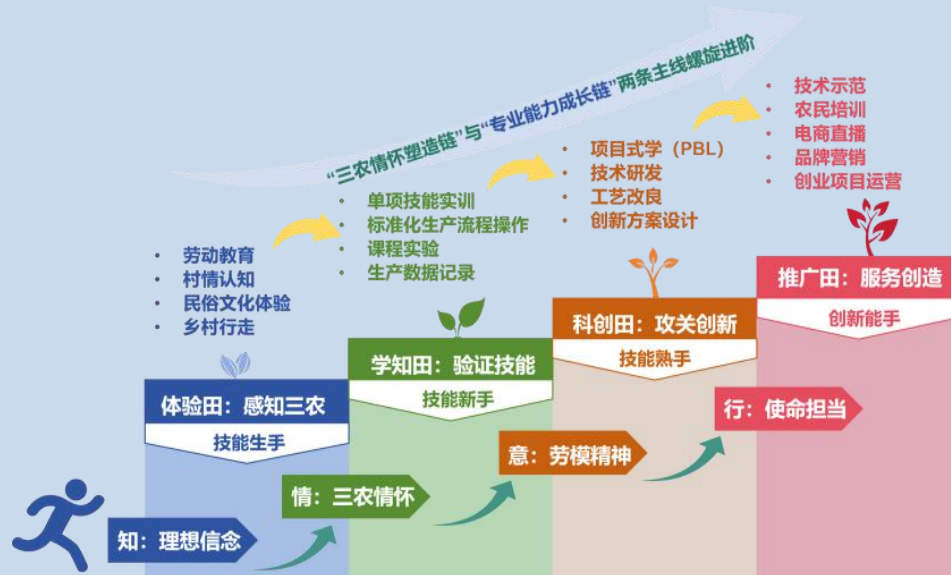 “三农情怀塑造链”与“专业能力成长链”两条主线螺旋进阶
劳动教育
村情认知
民俗文化体验
乡村行走
单项技能实训
标准化生产流程操作
课程实验
生产数据记录
项目式学（PBL）
技术研发
工艺改良
创新方案设计
技术示范
农民培训
电商直播
品牌营销
创业项目运营
体验田：感知三农
技能生手
学知田：验证技能
技能新手
科创田：攻关创新
技能熟手
推广田：服务创造
创新能手
知：理想信念
情：三农情怀
意：劳模精神
行：使命担当